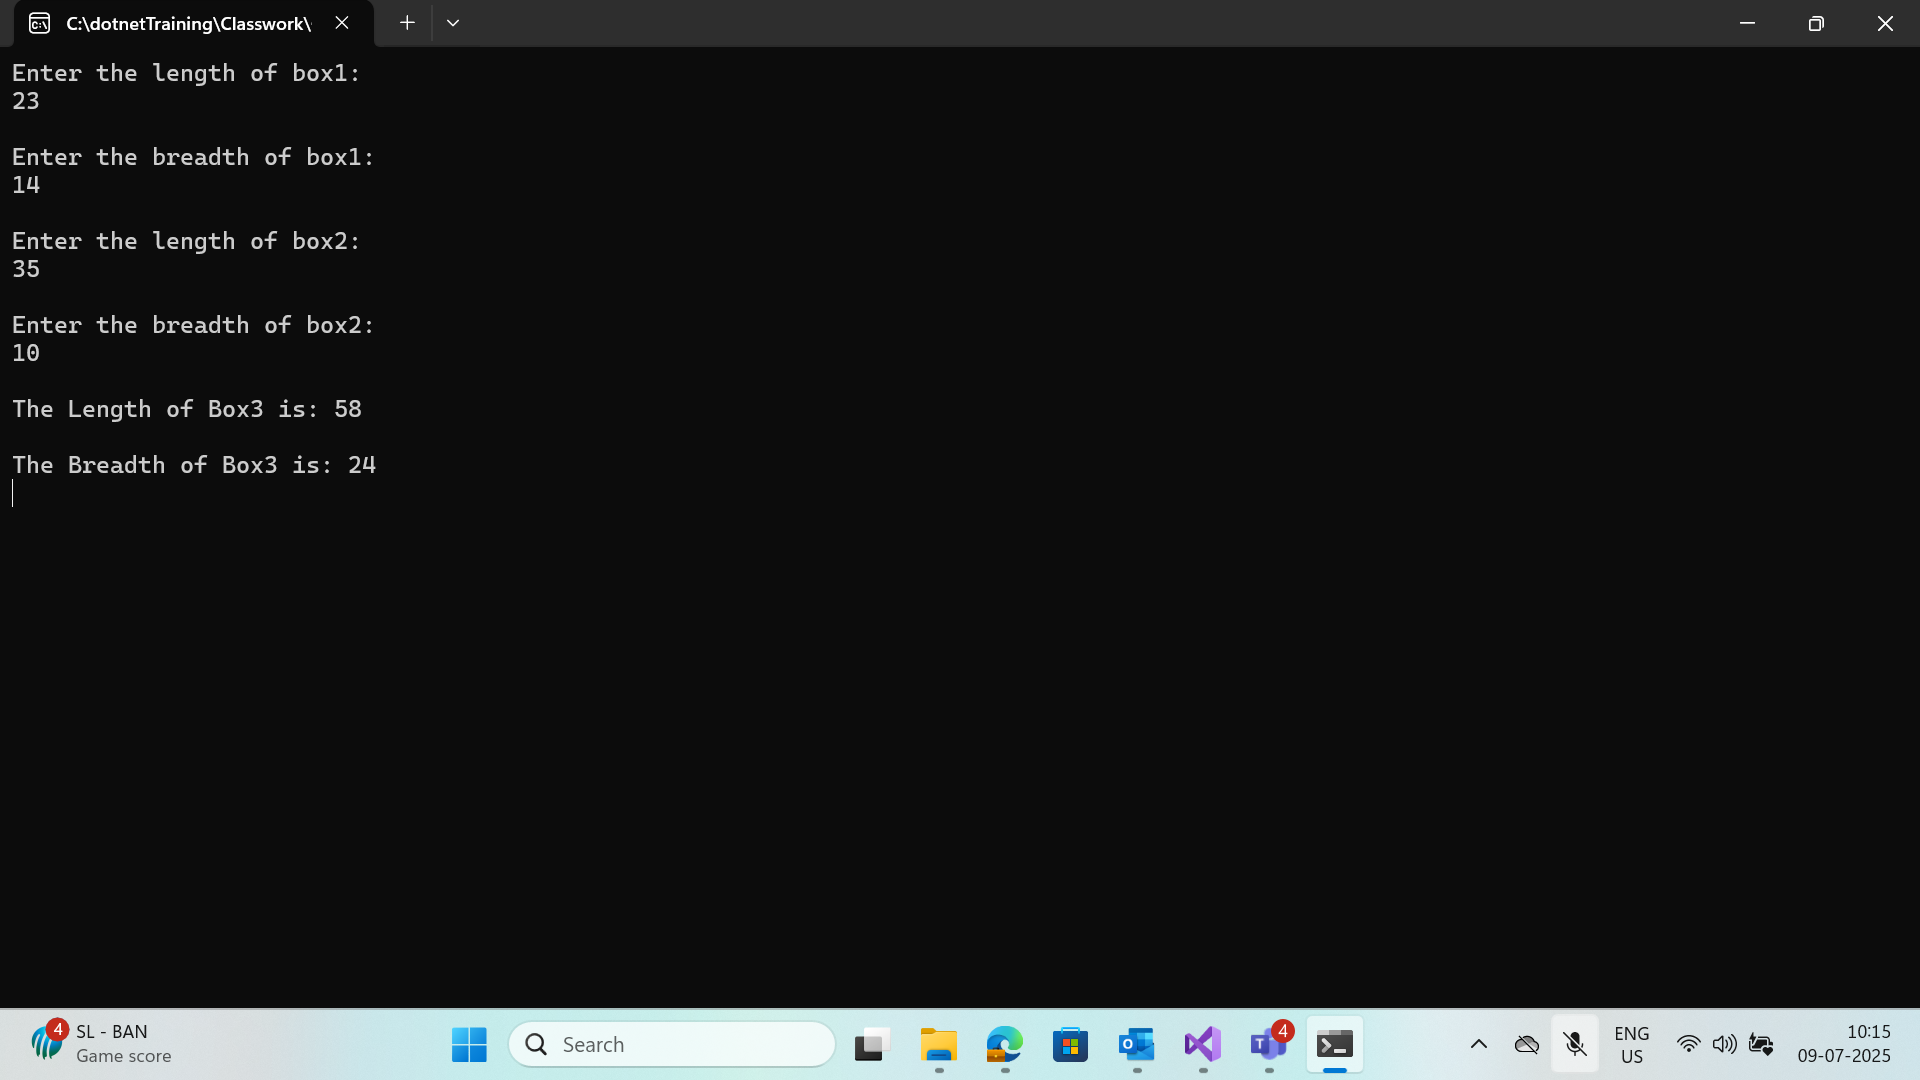 C:\dotnetTraining\Classwork\
Enter the length of box1:
23
Enter the breadth of box1:
14
Enter the length of box2:
35
Enter the breadth of box2:
10
The Length of Box3 is: 58
The Breadth of Box3 is: 24
4
SL - BAN
Game score
Search
4
ENG
US
10:15
09-07-2025